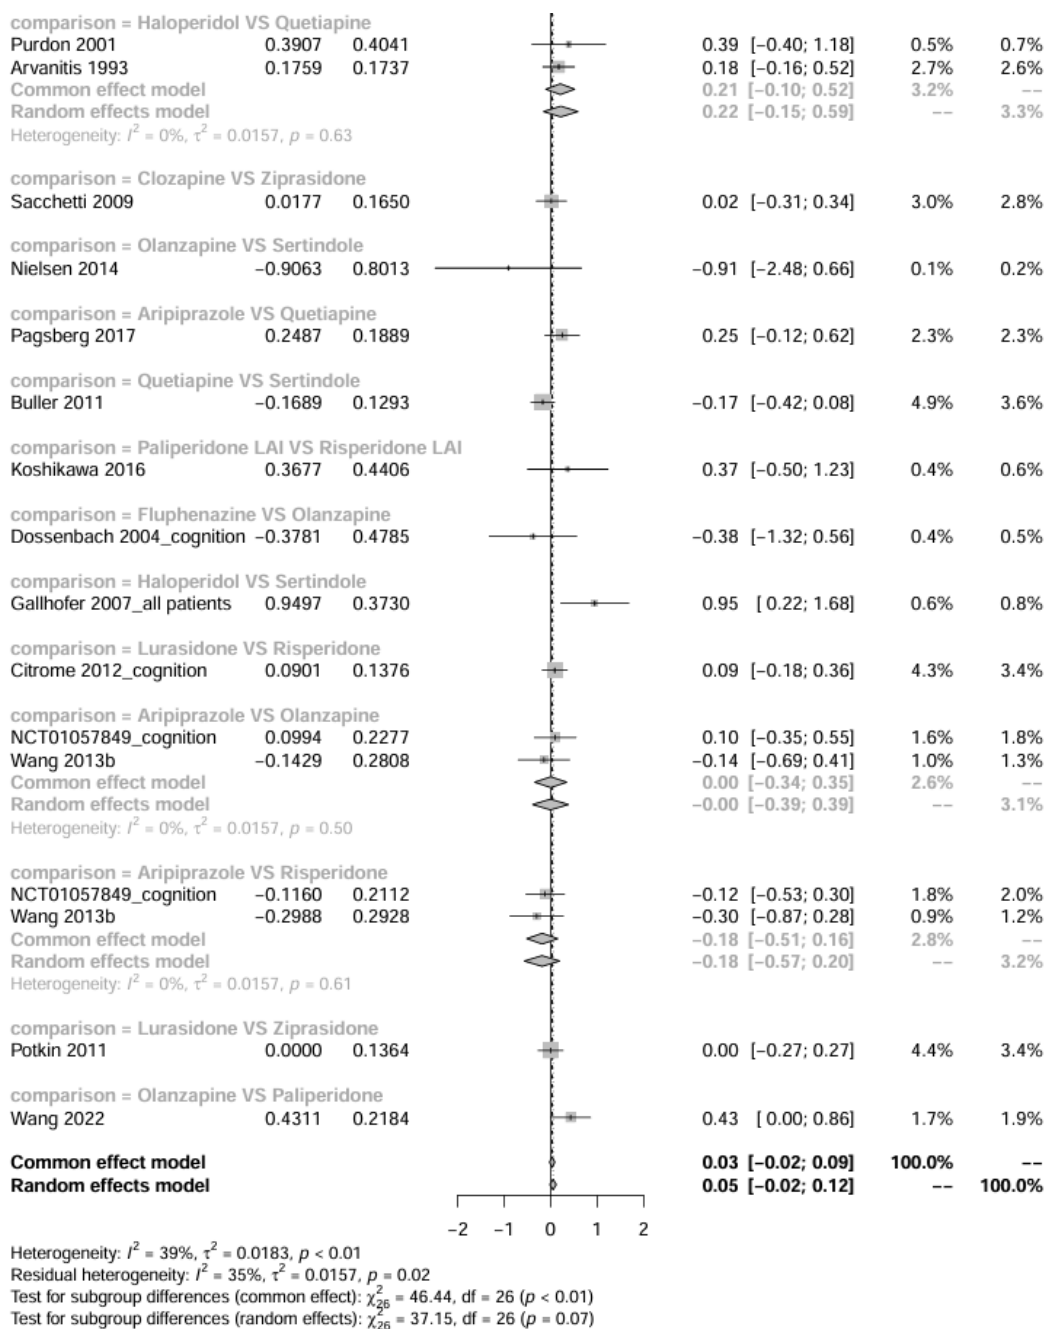 comparison = Haloperidol VS Quetiapine
Purdon 2001 0.3907 0.4041 0.39 [−0.40; 1.18] 0.5% 0.7%
Arvanitis 1993 0.1759 0.1737 0.18 [−0.16; 0.52] 2.7% 2.6%
Common effect model 0.21 [−0.10; 0.52] 3.2% −−
Random effects model 0.22 [−0.15; 0.59] −− 3.3%
Heterogeneity: I² = 0%, τ² = 0.0157, p = 0.63
comparison = Clozapine VS Ziprasidone
Sacchetti 2009 0.0177 0.1650 0.02 [−0.31; 0.34] 3.0% 2.8%
comparison = Olanzapine VS Sertindole
Nielsen 2014 −0.9063 0.8013 −0.91 [−2.48; 0.66] 0.1% 0.2%
comparison = Aripiprazole VS Quetiapine
Pagsberg 2017 0.2487 0.1889 0.25 [−0.12; 0.62] 2.3% 2.3%
comparison = Quetiapine VS Sertindole
Buller 2011 −0.1689 0.1293 −0.17 [−0.42; 0.08] 4.9% 3.6%
comparison = Paliperidone LAI VS Risperidone LAI
Koshikawa 2016 0.3677 0.4406 0.37 [−0.50; 1.23] 0.4% 0.6%
comparison = Fluphenazine VS Olanzapine
Dossenbach 2004_cognition −0.3781 0.4785 −0.38 [−1.32; 0.56] 0.4% 0.5%
comparison = Haloperidol VS Sertindole
Gallhofer 2007_all patients 0.9497 0.3730 0.95 [ 0.22; 1.68] 0.6% 0.8%
comparison = Lurasidone VS Risperidone
Citrome 2012_cognition 0.0901 0.1376 0.09 [−0.18; 0.36] 4.3% 3.4%
comparison = Aripiprazole VS Olanzapine
NCT01057849_cognition 0.0994 0.2277 0.10 [−0.35; 0.55] 1.6% 1.8%
Wang 2013b −0.1429 0.2808 −0.14 [−0.69; 0.41] 1.0% 1.3%
Common effect model 0.00 [−0.34; 0.35] 2.6% −−
Random effects model −0.00 [−0.39; 0.39] −− 3.1%
Heterogeneity: I² = 0%, τ² = 0.0157, p = 0.50
comparison = Aripiprazole VS Risperidone
NCT01057849_cognition −0.1160 0.2112 −0.12 [−0.53; 0.30] 1.8% 2.0%
Wang 2013b −0.2988 0.2928 −0.30 [−0.87; 0.28] 0.9% 1.2%
Common effect model −0.18 [−0.51; 0.16] 2.8% −−
Random effects model −0.18 [−0.57; 0.20] −− 3.2%
Heterogeneity: I² = 0%, τ² = 0.0157, p = 0.61
comparison = Lurasidone VS Ziprasidone
Potkin 2011 0.0000 0.1364 0.00 [−0.27; 0.27] 4.4% 3.4%
comparison = Olanzapine VS Paliperidone
Wang 2022 0.4311 0.2184 0.43 [ 0.00; 0.86] 1.7% 1.9%
Common effect model 0.03 [−0.02; 0.09] 100.0% −−
Random effects model 0.05 [−0.02; 0.12] −− 100.0%
−2 −1 0 1 2
Heterogeneity: I² = 39%, τ² = 0.0183, p < 0.01
Residual heterogeneity: I² = 35%, τ² = 0.0157, p = 0.02
Test for subgroup differences (common effect): χ²₂₆ = 46.44, df = 26 (p < 0.01)
Test for subgroup differences (random effects): χ²₂₆ = 37.15, df = 26 (p = 0.07)